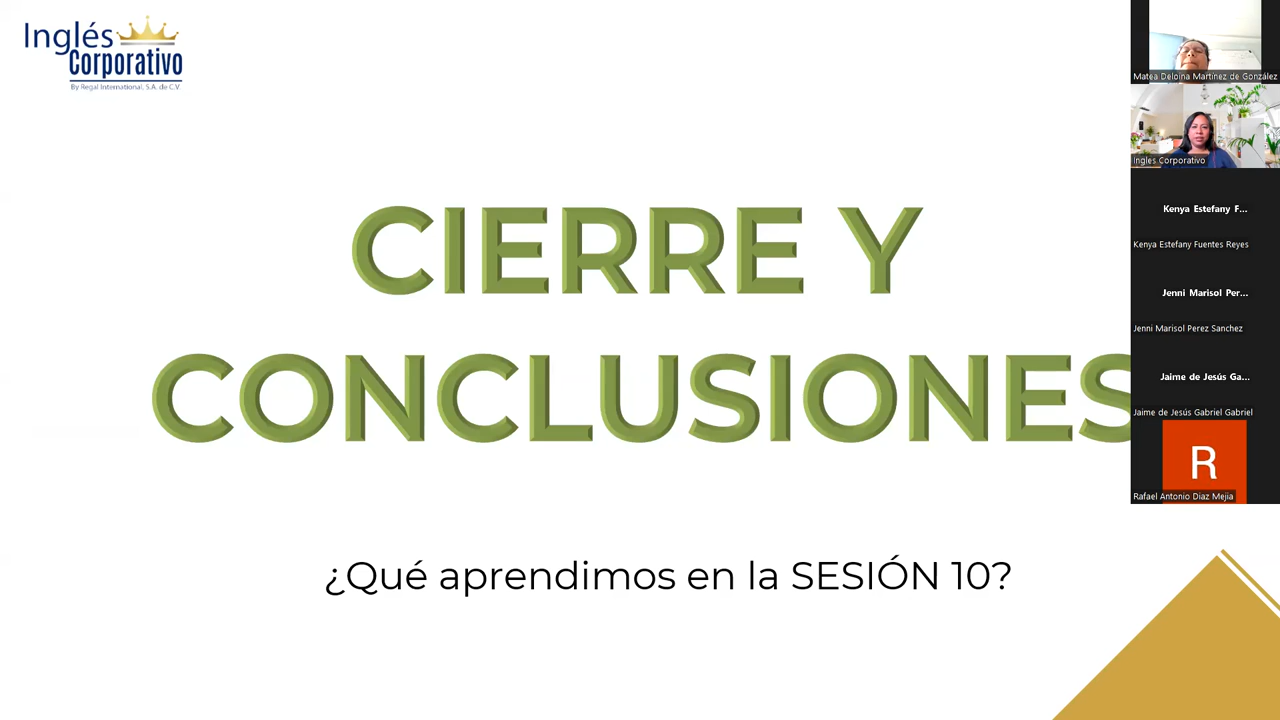 Inglés
Corporativo
By Regal International, S.A. de C.V.
CIERRE Y
CONCLUSIONES
¿Qué aprendimos en la SESIÓN 10?
Matea Deloina Martínez de González
Ingles Corporativo
Kenya Estefany F...
Kenya Estefany Fuentes Reyes
Jenni Marisol Per...
Jenni Marisol Perez Sanchez
Jaime de Jesús Ga...
Jaime de Jesús Gabriel Gabriel
R
Rafael Antonio Diaz Mejia